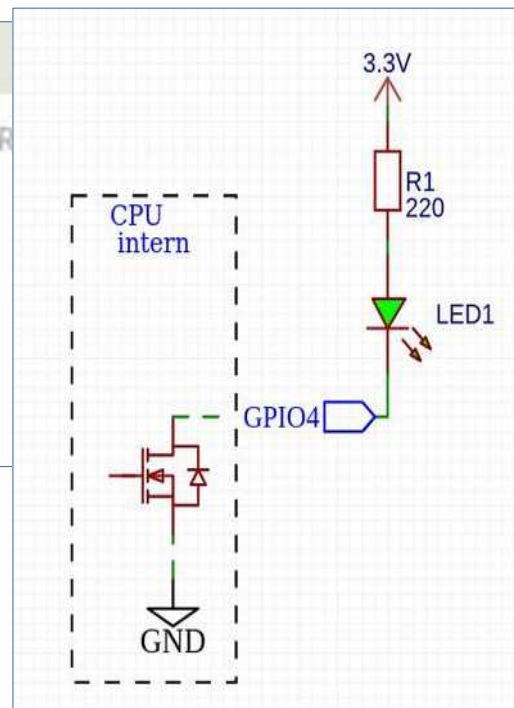 3.3V
R1
220
CPU
intern
LED1
GPIO4
GND
R